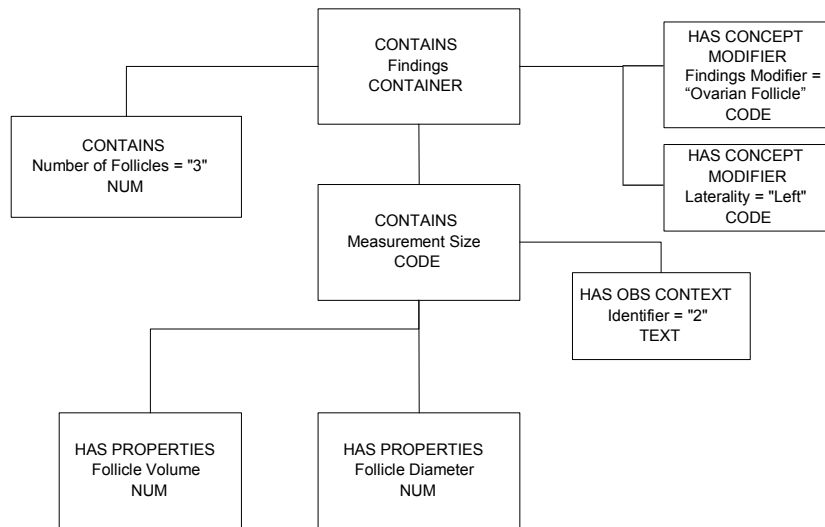 CONTAINS
Findings
CONTAINER
HAS CONCEPT
MODIFIER
Findings Modifier =
“Ovarian Follicle”
CODE
CONTAINS
Number of Follicles = "3"
NUM
HAS CONCEPT
MODIFIER
Laterality = "Left"
CODE
CONTAINS
Measurement Size
CODE
HAS OBS CONTEXT
Identifier = "2"
TEXT
HAS PROPERTIES
Follicle Volume
NUM
HAS PROPERTIES
Follicle Diameter
NUM